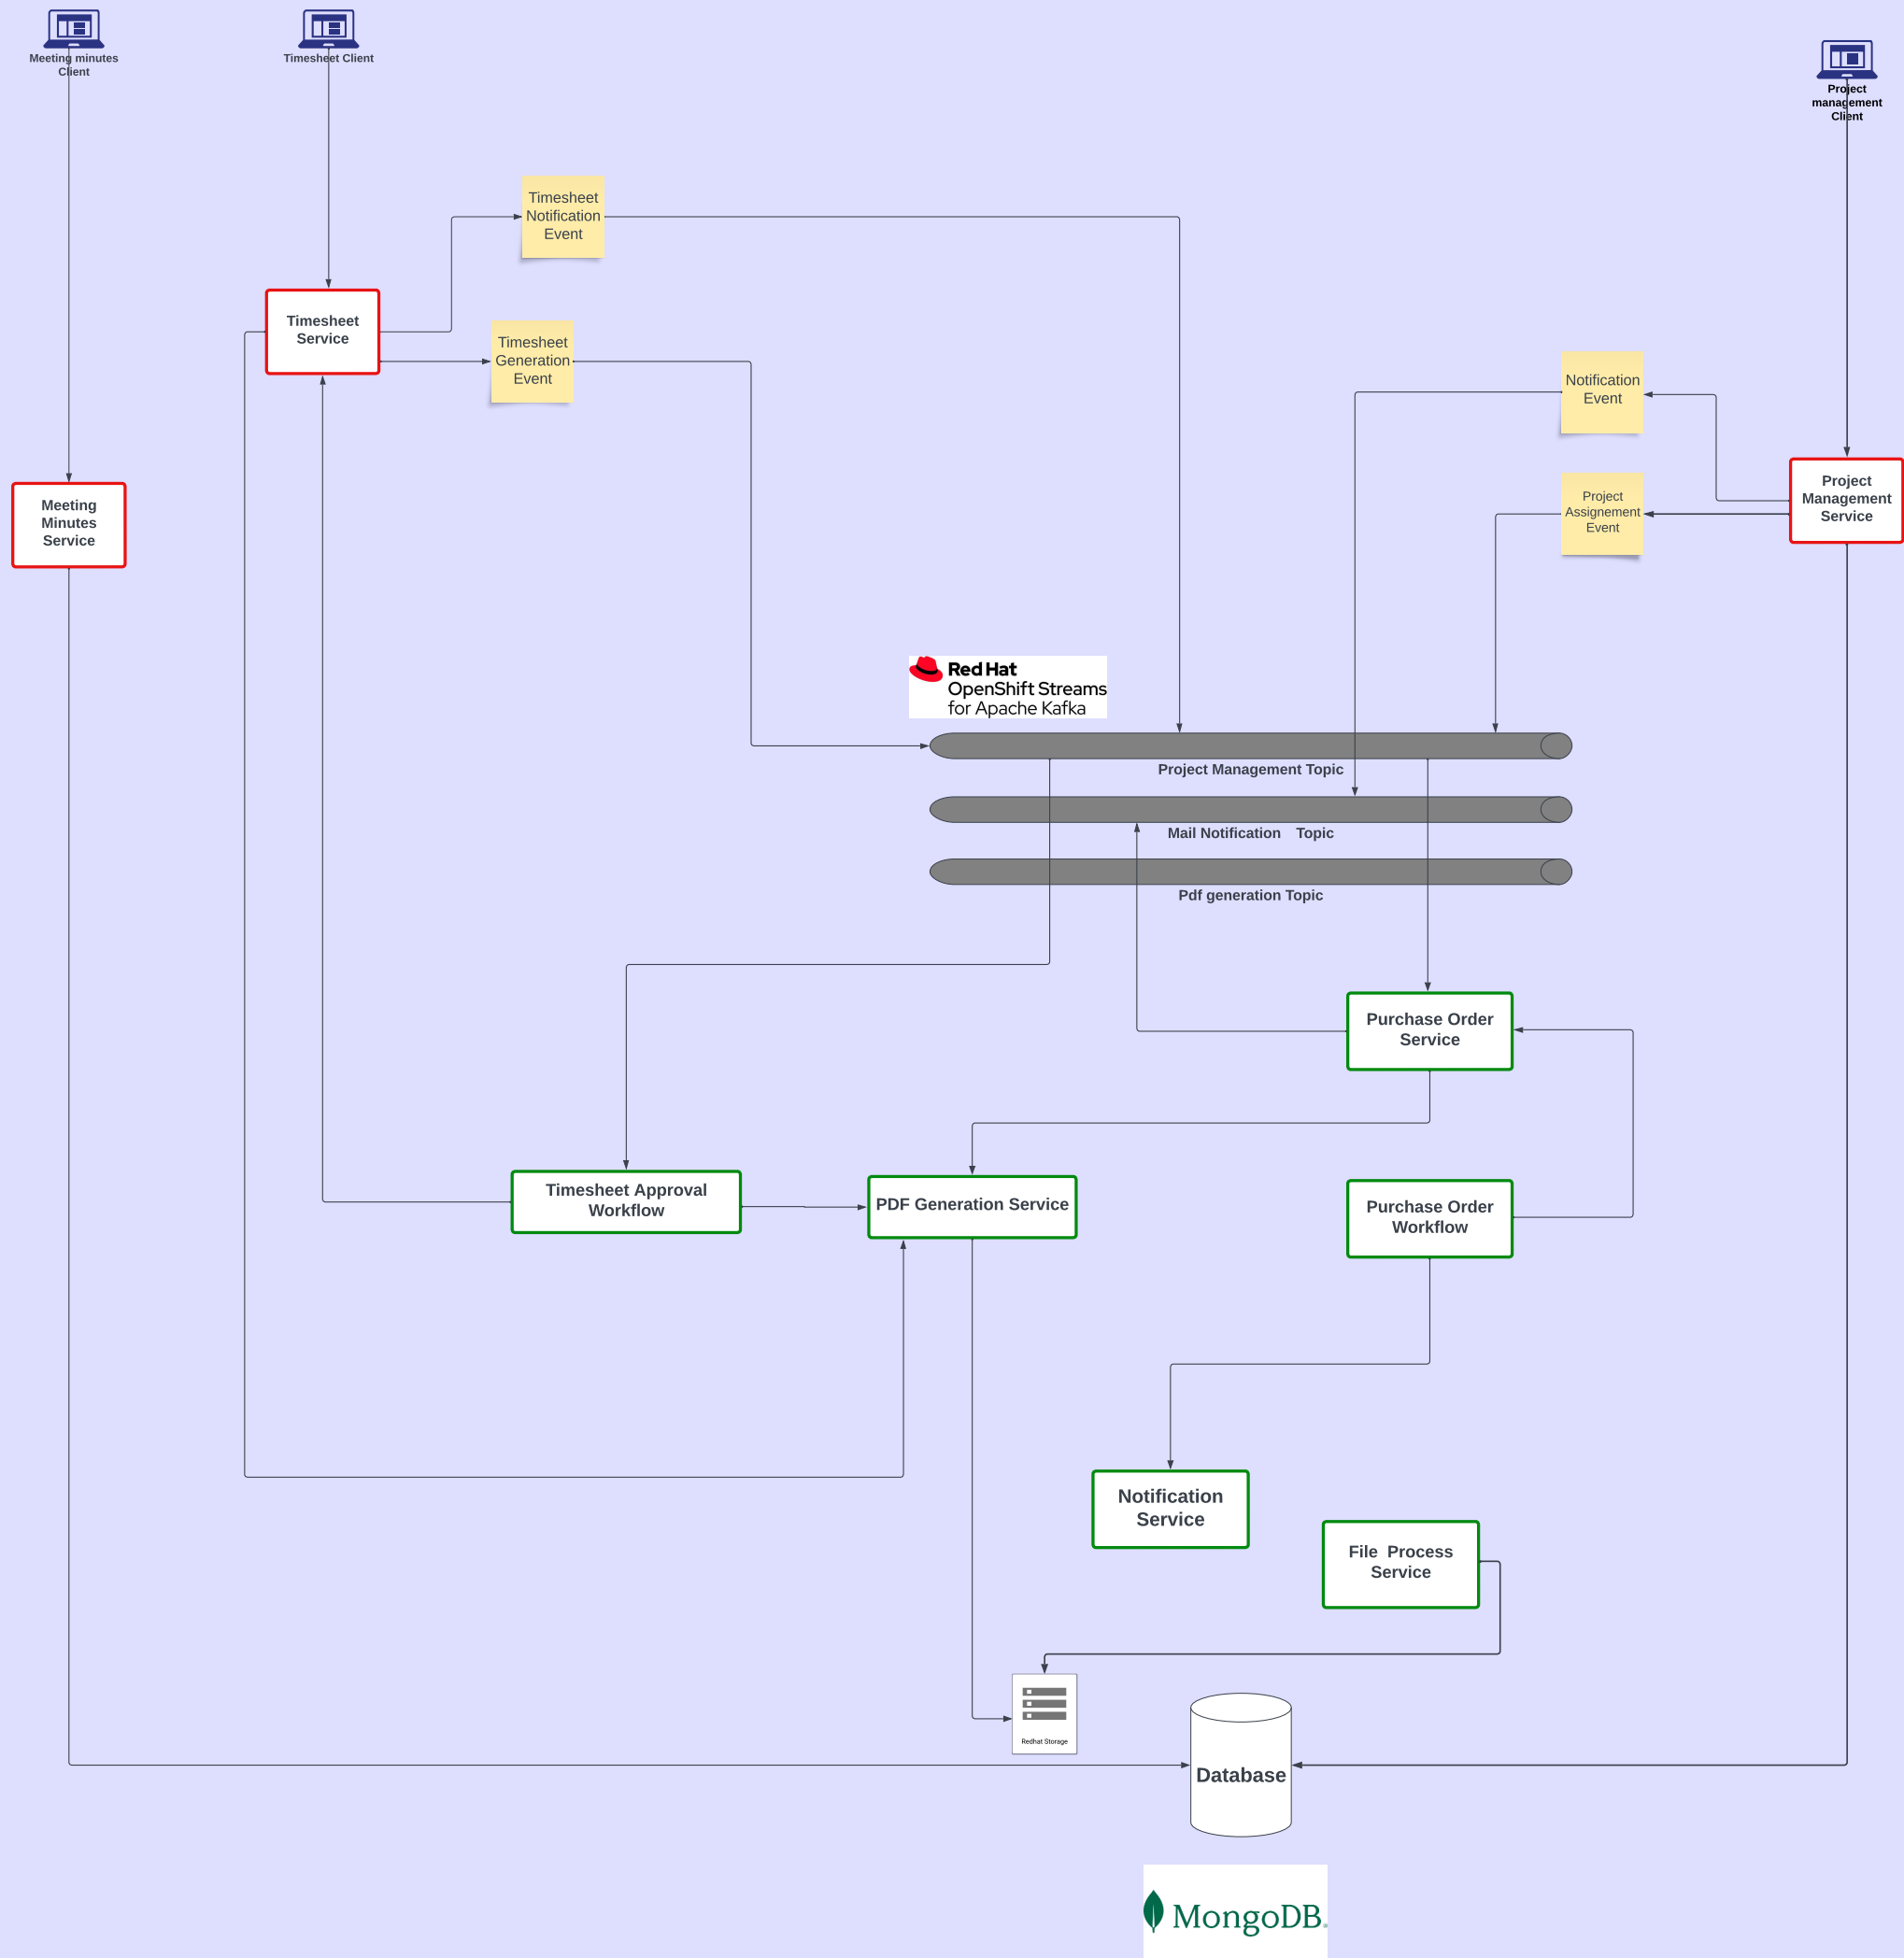 Meeting minutes
Client
Timesheet Client
Project
management
Client
Timesheet
Notification
Event
Timesheet
Service
Timesheet
Generation
Event
Notification
Event
Project
Management
Service
Project
Assignement
Event
Meeting
Minutes
Service
Red Hat
OpenShift Streams
for Apache Kafka
Project Management Topic
Mail Notification Topic
Pdf generation Topic
Purchase Order
Service
Timesheet Approval
Workflow
PDF Generation Service
Purchase Order
Workflow
Notification
Service
File Process
Service
Redhat Storage
Database
MongoDB